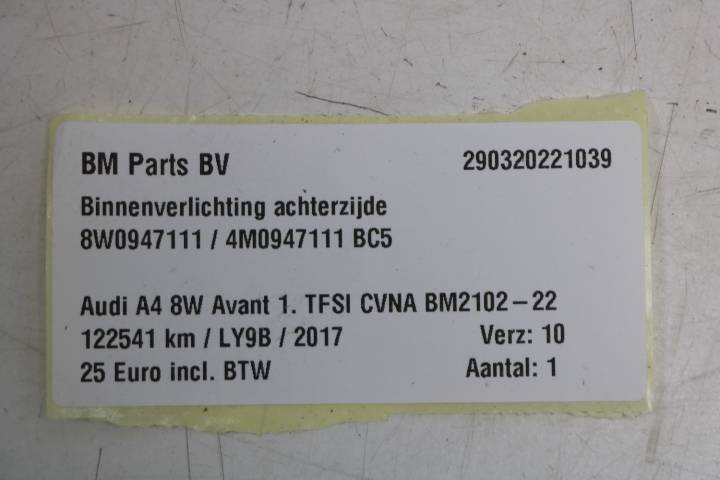 BM Parts BV 290320221039
Binnenverlichting achterzijde
8W0947111 / 4M0947111 BC5
Audi A4 8W Avant 1. TFSI CVNA BM2102-22
122541 km / LY9B / 2017 Verz: 10
25 Euro incl. BTW Aantal: 1